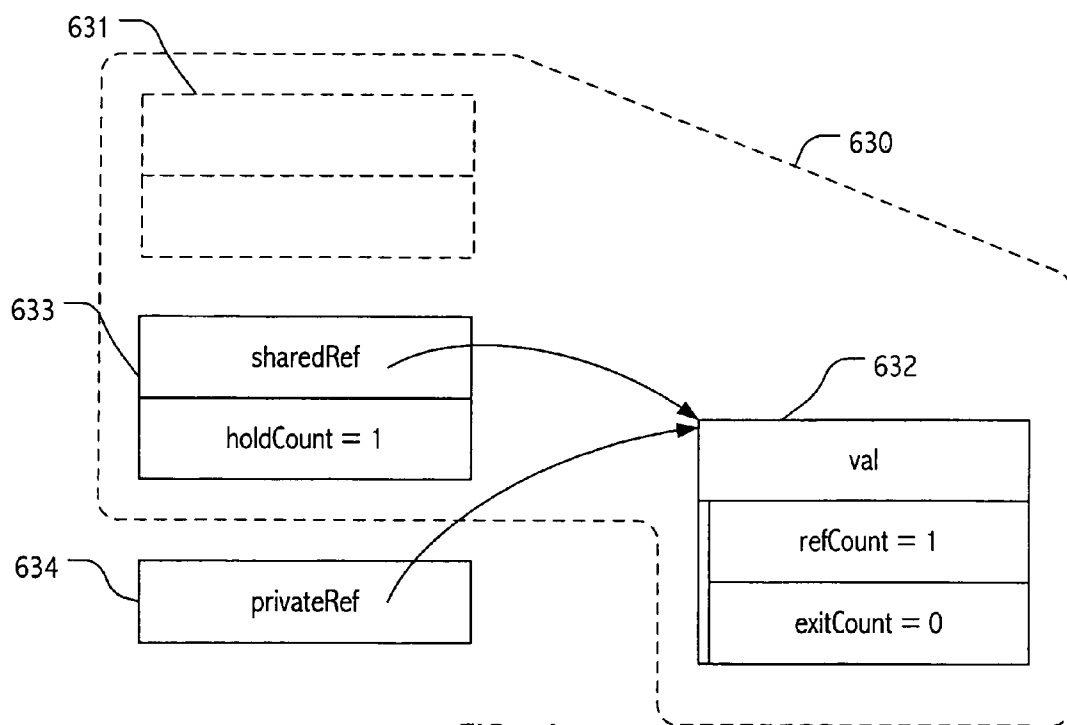 631
630
633
sharedRef
632
holdCount = 1
val
refCount = 1
634
privateRef
exitCount = 0